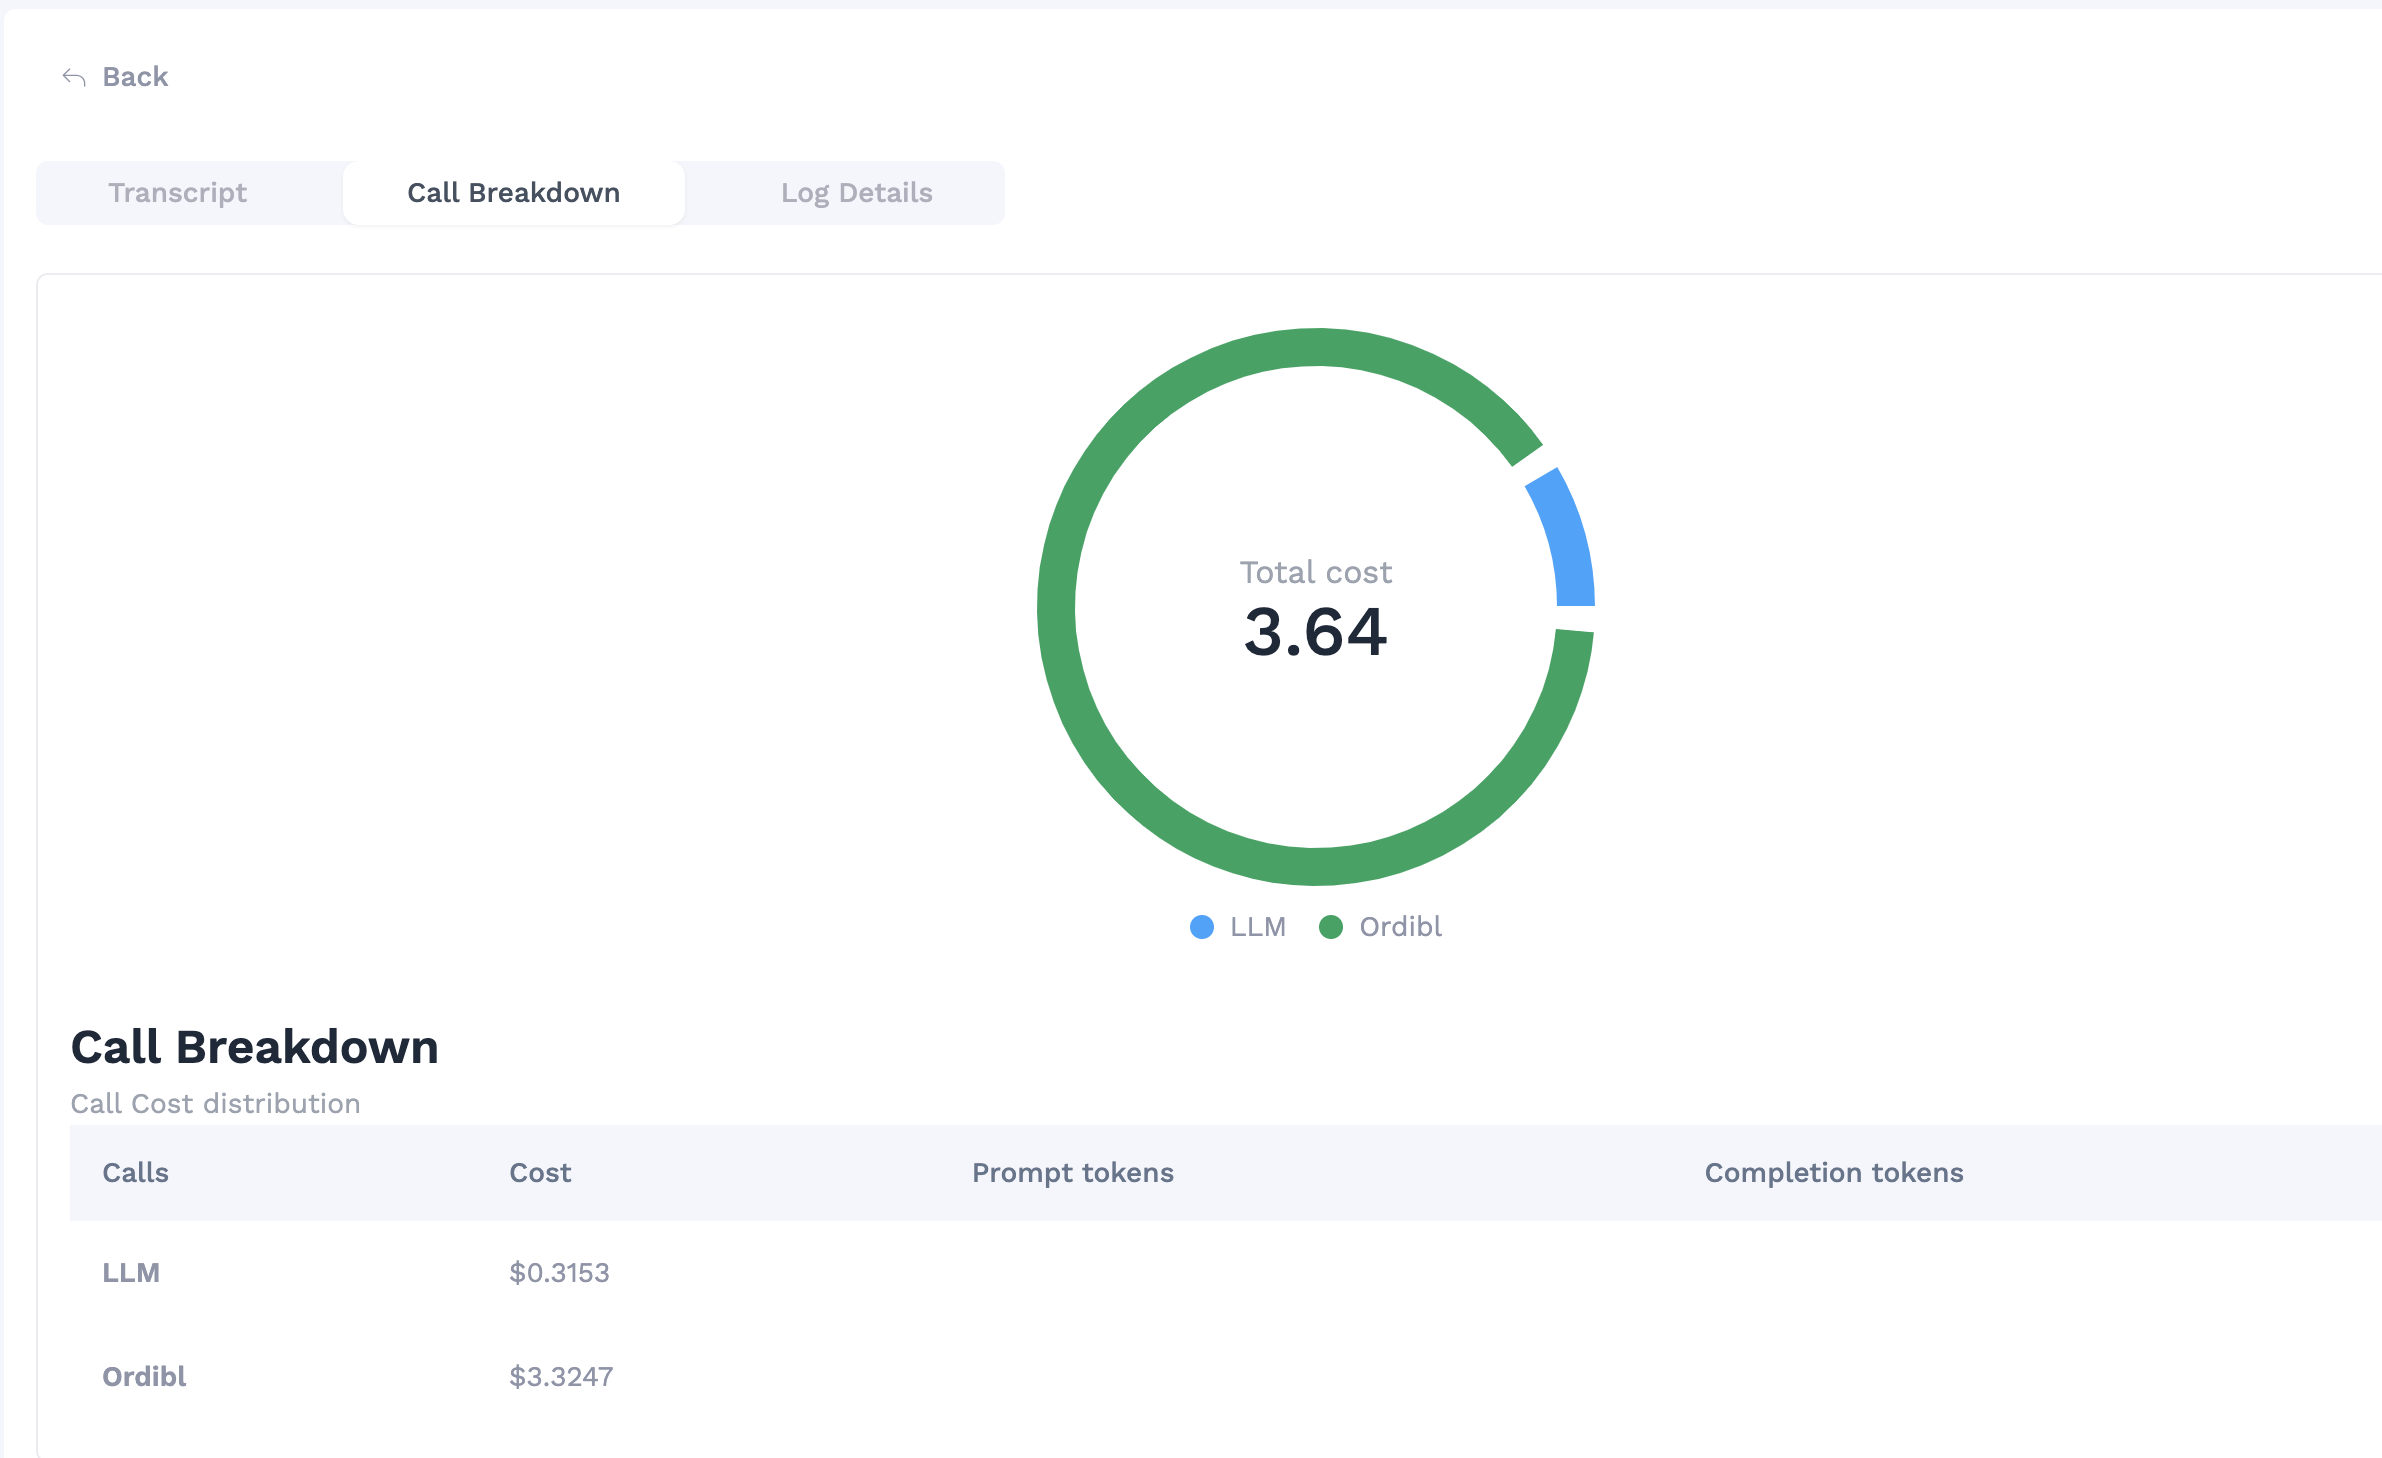 Back
Transcript Call Breakdown Log Details
Total cost
3.64
LLM Ordibl
Call Breakdown
Call Cost distribution
Calls Cost Prompt tokens Completion tokens
LLM $0.3153
Ordibl $3.3247